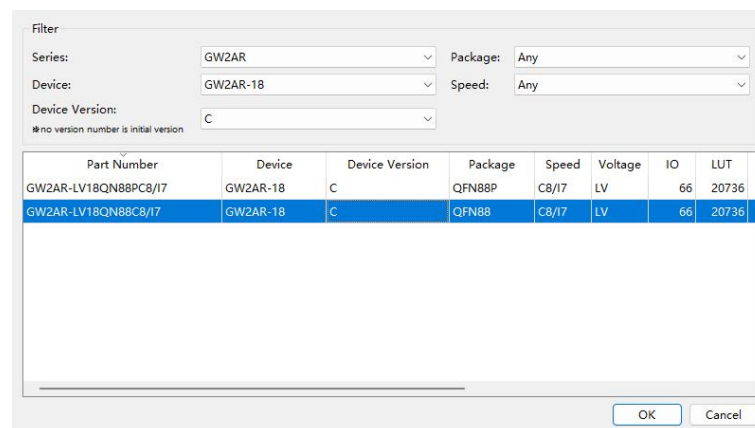 Filter
Series: GW2AR Package: Any
Device: GW2AR-18 Speed: Any
Device Version: C
*no version number is initial version
Part Number Device Device Version Package Speed Voltage IO LUT
GW2AR-LV18QN88PC8/I7 GW2AR-18 C QFN88P C8/I7 LV 66 20736
GW2AR-LV18QN88C8/I7 GW2AR-18 C QFN88 C8/I7 LV 66 20736
OK Cancel